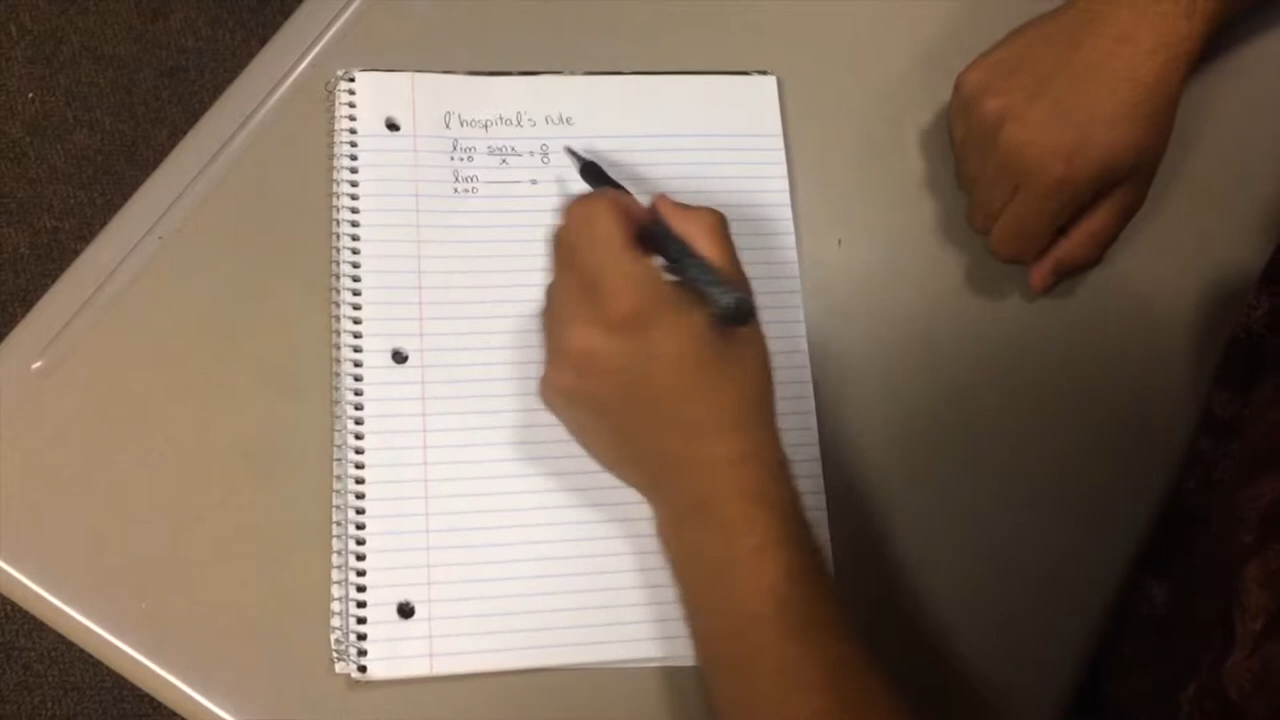 l'hospital's rule
lim x→0 sinx/x = 0/0
lim x→0 ___ =